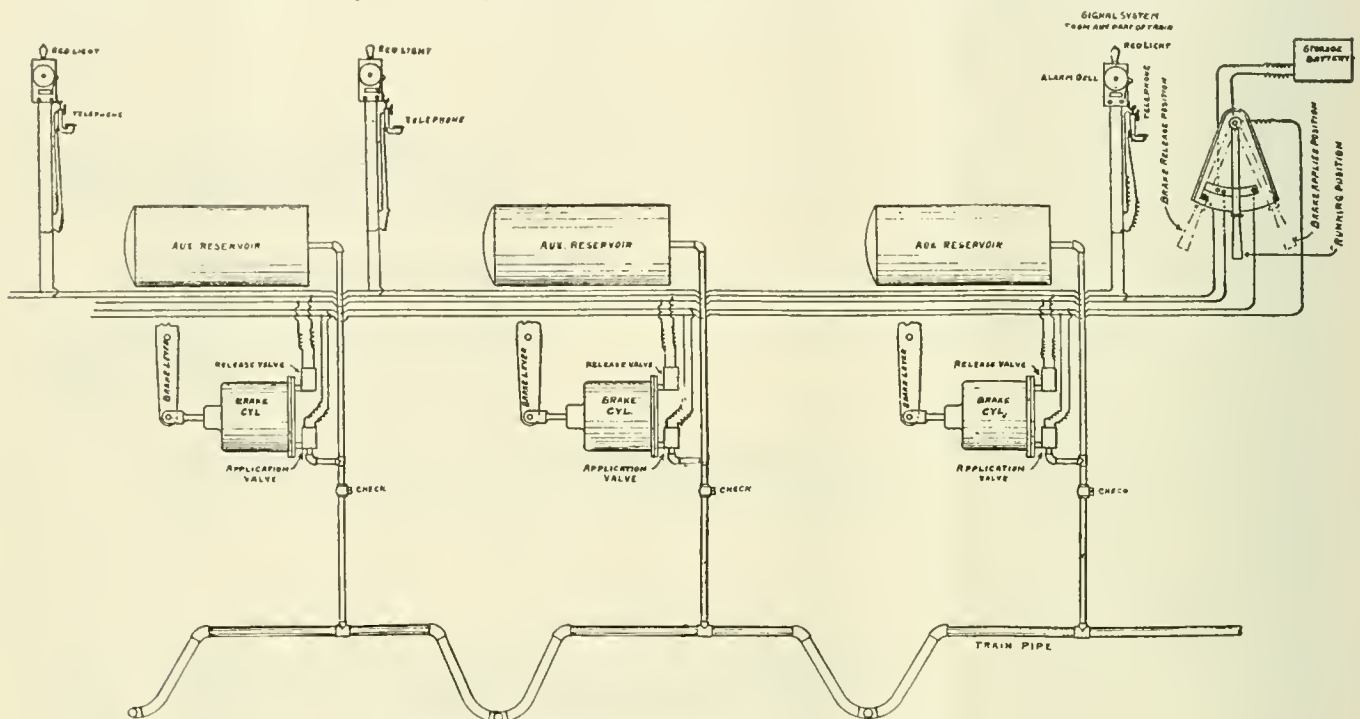 SIGNAL SYSTEM
TO OR ANY PART OF TRAIN
RED LIGHT
RED LIGHT
RED LIGHT
STORAGE
BATTERY
ALARM BELL
TELEPHONE
TELEPHONE
TELEPHONE
BRAKE RELEASE POSITION
BRAKE APPLIED POSITION
RUNNING POSITION
AUX RESERVOIR
AUX. RESERVOIR
AUX RESERVOIR
BRAKE LEVER
RELEASE VALVE
BRAKE
CYL.
APPLICATION
VALVE
CHECK
BRAKE LEVER
RELEASE VALVE
BRAKE
CYL.
APPLICATION
VALVE
CHECK
BRAKE LEVER
RELEASE VALVE
BRAKE
CYL.
APPLICATION
VALVE
CHECO
TRAIN PIPE